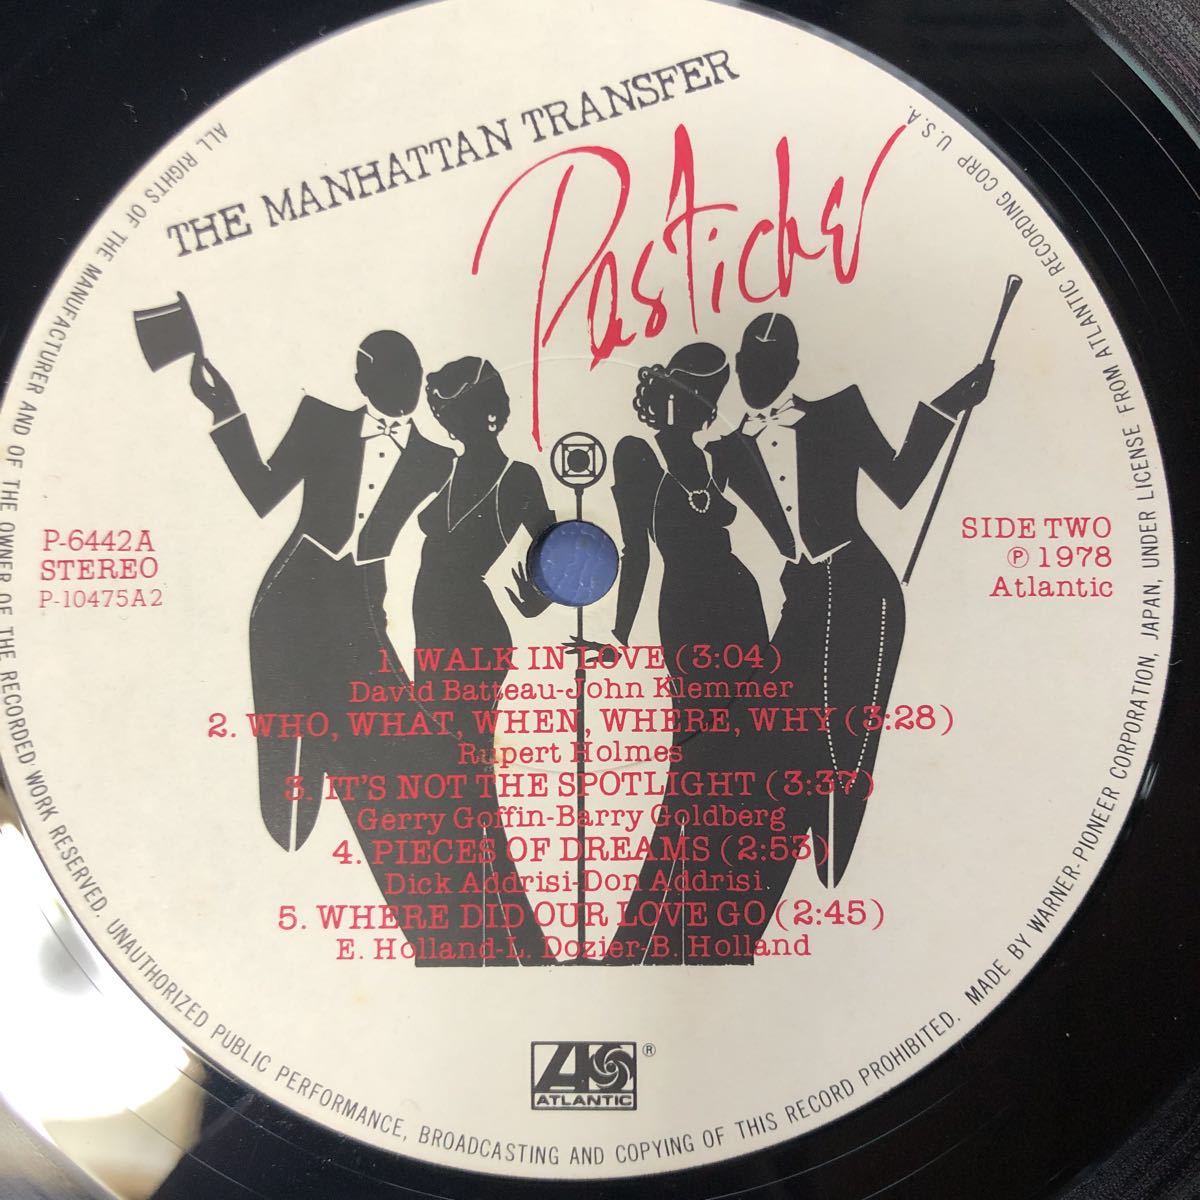 THE MANHATTAN TRANSFER
Pastiche
P-6442A
STEREO
P-10475A2
SIDE TWO
℗ 1978
Atlantic
1. WALK IN LOVE (3:04)
David Batteau-John Klemmer
2. WHO, WHAT, WHEN, WHERE, WHY (3:28)
Rupert Holmes
3. IT'S NOT THE SPOTLIGHT (3:37)
Gerry Goffin-Barry Goldberg
4. PIECES OF DREAMS (2:53)
Dick Addrisi-Don Addrisi
5. WHERE DID OUR LOVE GO (2:45)
E. Holland-L. Dozier-B. Holland
ATLANTIC ®
ALL RIGHTS OF THE MANUFACTURER AND OF THE OWNER OF THE RECORDED WORK RESERVED. UNAUTHORIZED PUBLIC PERFORMANCE, BROADCASTING AND COPYING OF THIS RECORD PROHIBITED. MADE BY WARNER-PIONEER CORPORATION, JAPAN, UNDER LICENSE FROM ATLANTIC RECORDING CORP U.S.A.